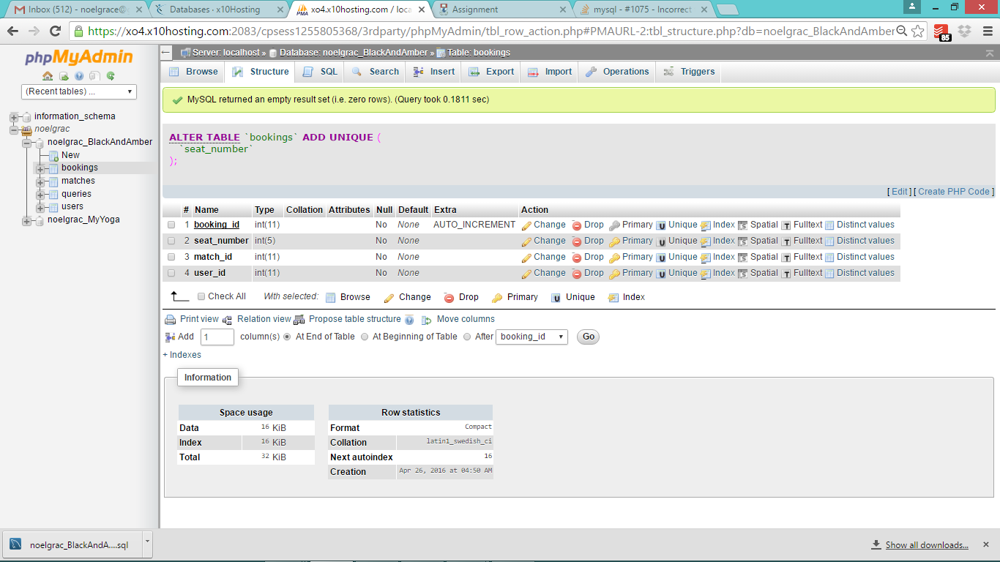 Inbox (512) - noelgrace@g
Databases · x10Hosting
xo4.x10hosting.com / loca
Assignment
mysql - #1075 - Incorrect
https://xo4.x10hosting.com:2083/cpsess1255805368/3rdparty/phpMyAdmin/tbl_row_action.php#PMAURL-2:tbl_structure.php?db=noelgrac_BlackAndAmber
85
phpMyAdmin
(Recent tables) ...
information_schema
noelgrac
noelgrac_BlackAndAmber
New
bookings
matches
queries
users
noelgrac_MyYoga
Server: localhost » Database: noelgrac_BlackAndAmber » Table: bookings
Browse Structure SQL Search Insert Export Import Operations Triggers
MySQL returned an empty result set (i.e. zero rows). (Query took 0.1811 sec)
ALTER TABLE `bookings` ADD UNIQUE (
`seat_number`
);
[ Edit ] [ Create PHP Code ]
# Name Type Collation Attributes Null Default Extra Action
1 booking_id int(11) No None AUTO_INCREMENT Change Drop Primary Unique Index Spatial Fulltext Distinct values
2 seat_number int(5) No None Change Drop Primary Unique Index Spatial Fulltext Distinct values
3 match_id int(11) No None Change Drop Primary Unique Index Spatial Fulltext Distinct values
4 user_id int(11) No None Change Drop Primary Unique Index Spatial Fulltext Distinct values
Check All With selected: Browse Change Drop Primary Unique Index
Print view Relation view Propose table structure Move columns
Add 1 column(s) At End of Table At Beginning of Table After booking_id Go
+ Indexes
Information
Space usage
Data 16 KiB
Index 16 KiB
Total 32 KiB
Row statistics
Format Compact
Collation latin1_swedish_ci
Next autoindex 16
Creation Apr 26, 2016 at 04:50 AM
noelgrac_BlackAndA....sql
Show all downloads...